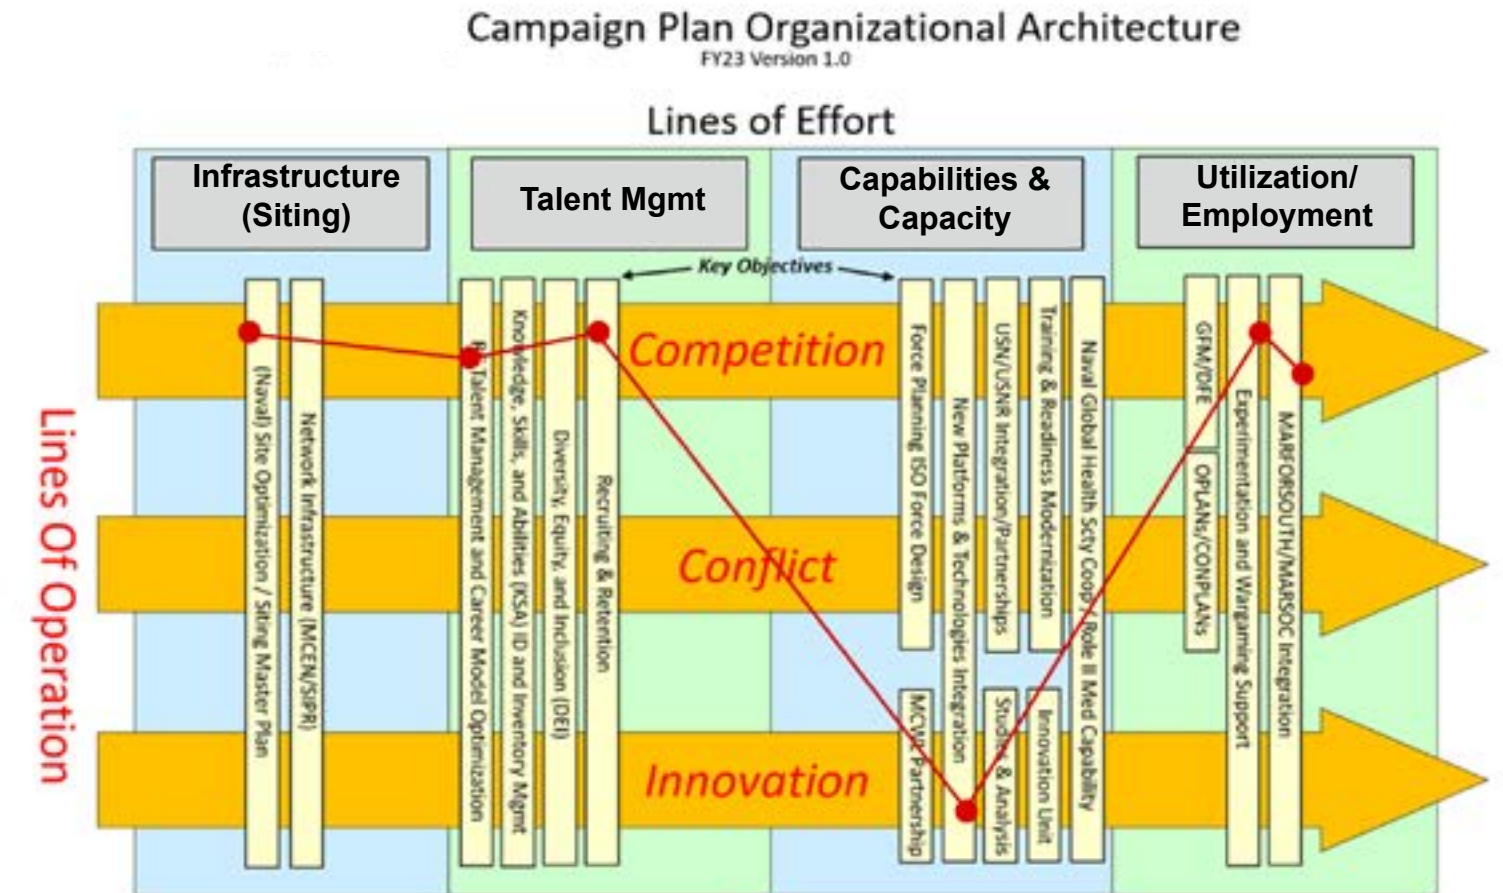 Campaign Plan Organizational Architecture
FY23 Version 1.0
Lines of Effort
Infrastructure
(Siting)
Talent Mgmt
Capabilities &
Capacity
Utilization/
Employment
Key Objectives
Lines Of Operation
Competition
Conflict
Innovation
(Naval) Site Optimization / Siting Master Plan
Network Infrastructure (MCEN/SIPR)
Talent Management and Career Model Optimization
Knowledge, Skills, and Abilities (KSA) ID and Inventory Mgmt
Diversity, Equity, and Inclusion (DEI)
Recruiting & Retention
Force Planning ISO Force Design
MCWL Partnership
New Platforms & Technologies Integration
USN/USNR Integration/Partnerships
Studies & Analysis
Training & Readiness Modernization
Innovation Unit
Naval Global Health Scty Coop / Role II Med Capability
GFM/DFE
OPLANs/CONPLANs
Experimentation and Wargaming Support
MARFORSOUTH/MARSOC Integration